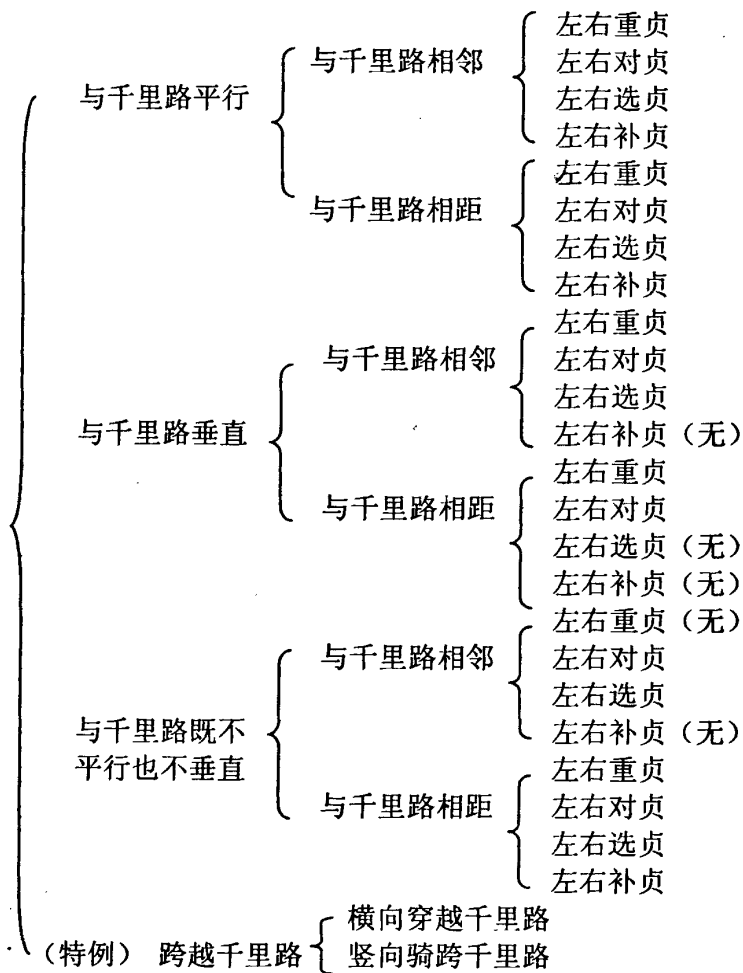 与千里路平行
与千里路相邻
左右重贞
左右对贞
左右选贞
左右补贞
与千里路相距
左右重贞
左右对贞
左右选贞
左右补贞
与千里路垂直
与千里路相邻
左右重贞
左右对贞
左右选贞
左右补贞（无）
与千里路相距
左右重贞
左右对贞
左右选贞（无）
左右补贞（无）
与千里路既不
平行也不垂直
与千里路相邻
左右重贞（无）
左右对贞
左右选贞
左右补贞（无）
与千里路相距
左右重贞
左右对贞
左右选贞
左右补贞
（特例） 跨越千里路
横向穿越千里路
竖向骑跨千里路